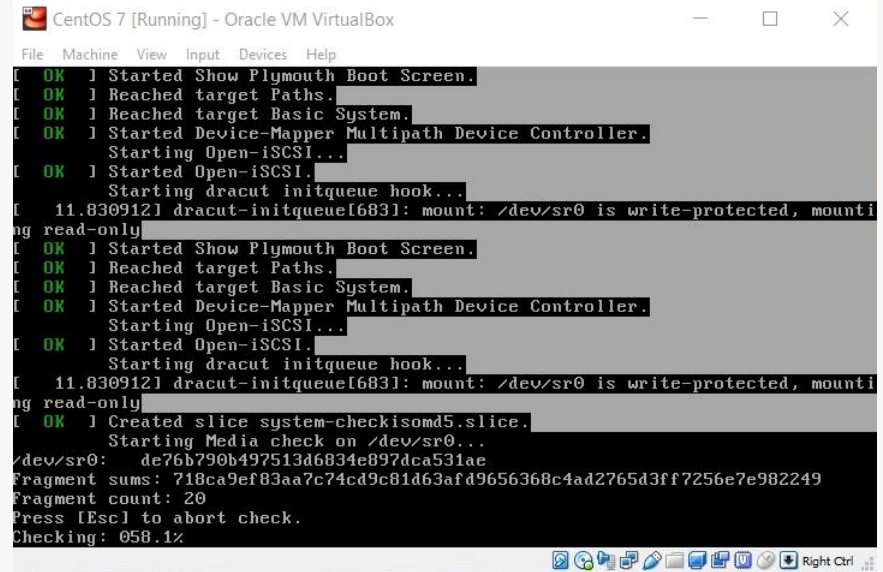 CentOS 7 [Running] - Oracle VM VirtualBox
File Machine View Input Devices Help
[  OK  ] Started Show Plymouth Boot Screen.
[  OK  ] Reached target Paths.
[  OK  ] Reached target Basic System.
[  OK  ] Started Device-Mapper Multipath Device Controller.
         Starting Open-iSCSI...
[  OK  ] Started Open-iSCSI.
         Starting dracut initqueue hook...
[   11.830912] dracut-initqueue[683]: mount: /dev/sr0 is write-protected, mounti
ng read-only
[  OK  ] Started Show Plymouth Boot Screen.
[  OK  ] Reached target Paths.
[  OK  ] Reached target Basic System.
[  OK  ] Started Device-Mapper Multipath Device Controller.
         Starting Open-iSCSI...
[  OK  ] Started Open-iSCSI.
         Starting dracut initqueue hook...
[   11.830912] dracut-initqueue[683]: mount: /dev/sr0 is write-protected, mounti
ng read-only
[  OK  ] Created slice system-checkisomd5.slice.
         Starting Media check on /dev/sr0...
/dev/sr0:   de76b790b497513d6834e897dca531ae
Fragment sums: 718ca9ef83aa7c74cd9c81d63afd9656368c4ad2765d3ff7256e7e982249
Fragment count: 20
Press [Esc] to abort check.
Checking: 058.1%
Right Ctrl